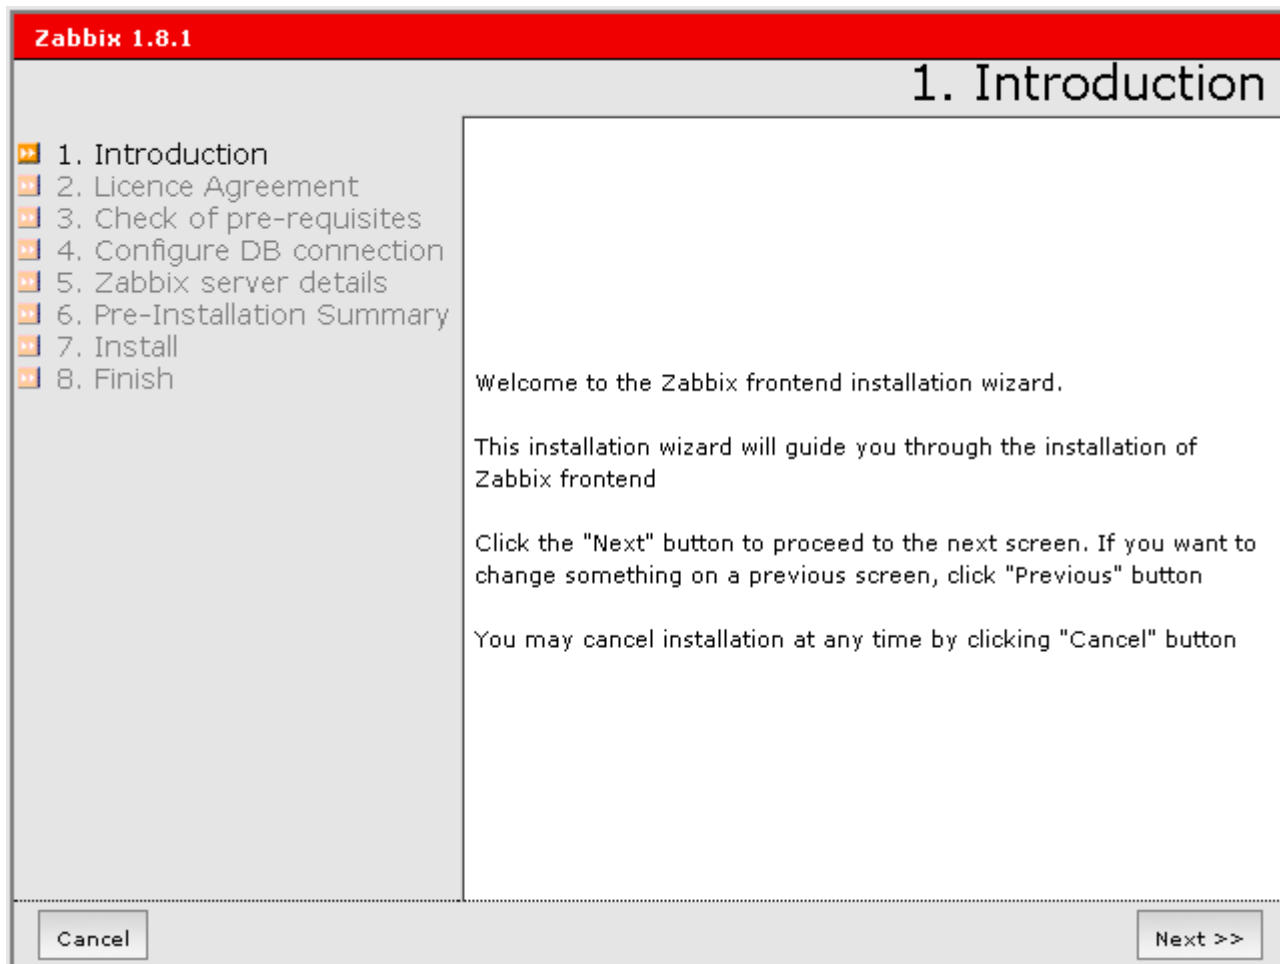 Zabbix 1.8.1
1. Introduction
1. Introduction
2. Licence Agreement
3. Check of pre-requisites
4. Configure DB connection
5. Zabbix server details
6. Pre-Installation Summary
7. Install
8. Finish
Welcome to the Zabbix frontend installation wizard.
This installation wizard will guide you through the installation of
Zabbix frontend
Click the "Next" button to proceed to the next screen. If you want to
change something on a previous screen, click "Previous" button
You may cancel installation at any time by clicking "Cancel" button
Cancel
Next >>